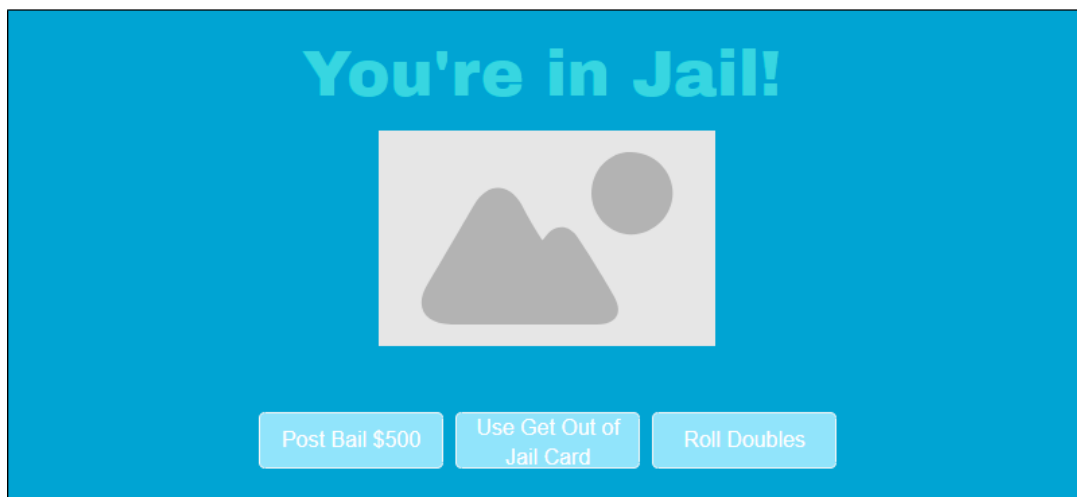 You're in Jail!
Post Bail $500
Use Get Out of
Jail Card
Roll Doubles